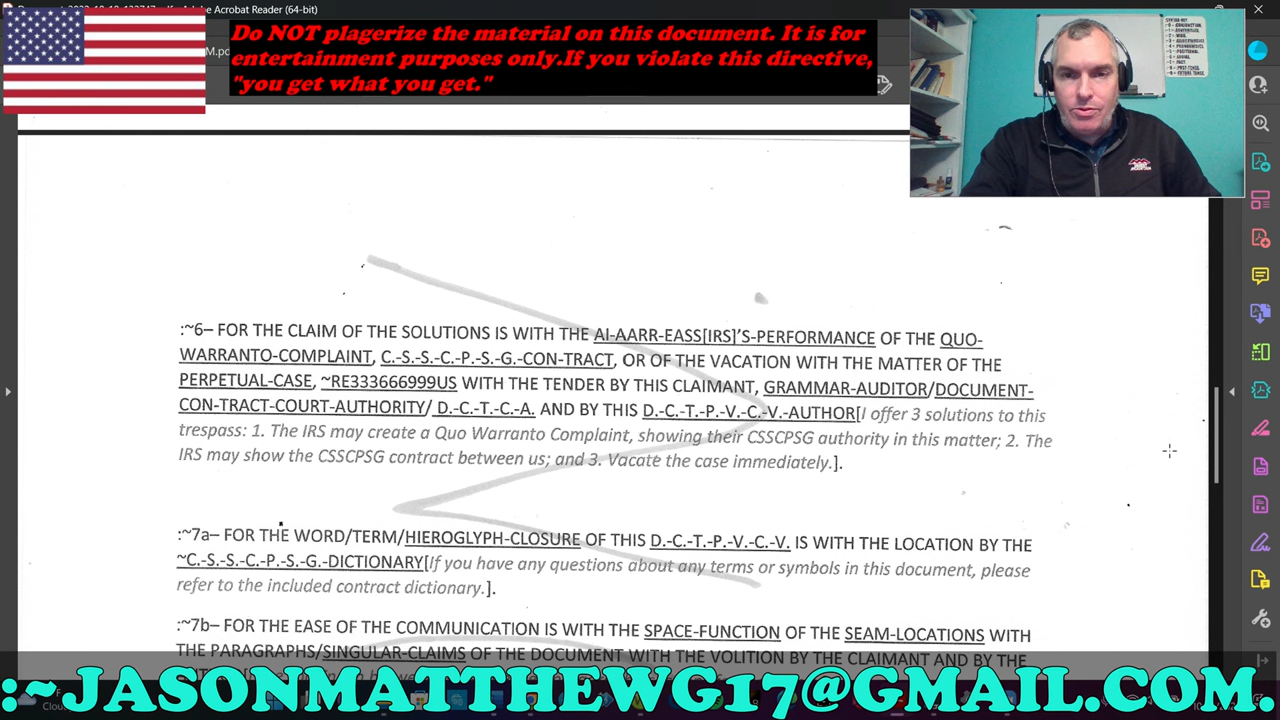 Adobe Acrobat Reader (64-bit)
Do NOT plagerize the material on this document. It is for
entertainment purposes only.If you violate this directive,
"you get what you get.
:~6– FOR THE CLAIM OF THE SOLUTIONS IS WITH THE AI-AARR-EASS[IRS]'S-PERFORMANCE OF THE QUO-
WARRANTO-COMPLAINT, C.-S.-S.-C.-P.-S.-G.-CON-TRACT, OR OF THE VACATION WITH THE MATTER OF THE
PERPETUAL-CASE, ~RE333666999US WITH THE TENDER BY THIS CLAIMANT, GRAMMAR-AUDITOR/DOCUMENT-
CON-TRACT-COURT-AUTHORITY/ D.-C.-T.-C.-A. AND BY THIS D.-C.-T.-P.-V.-C.-V.-AUTHOR[I offer 3 solutions to this
trespass: 1. The IRS may create a Quo Warranto Complaint, showing their CSSCPSG authority in this matter; 2. The
IRS may show the CSSCPSG contract between us; and 3. Vacate the case immediately.].
:~7a– FOR THE WORD/TERM/HIEROGLYPH-CLOSURE OF THIS D.-C.-T.-P.-V.-C.-V. IS WITH THE LOCATION BY THE
~C.-S.-S.-C.-P.-S.-G.-DICTIONARY[If you have any questions about any terms or symbols in this document, please
refer to the included contract dictionary.].
:~7b– FOR THE EASE OF THE COMMUNICATION IS WITH THE SPACE-FUNCTION OF THE SEAM-LOCATIONS WITH
THE PARAGRAPHS/SINGULAR-CLAIMS OF THE DOCUMENT WITH THE VOLITION BY THE CLAIMANT AND BY THE
:~JASONMATTHEWG17@GMAIL.COM.